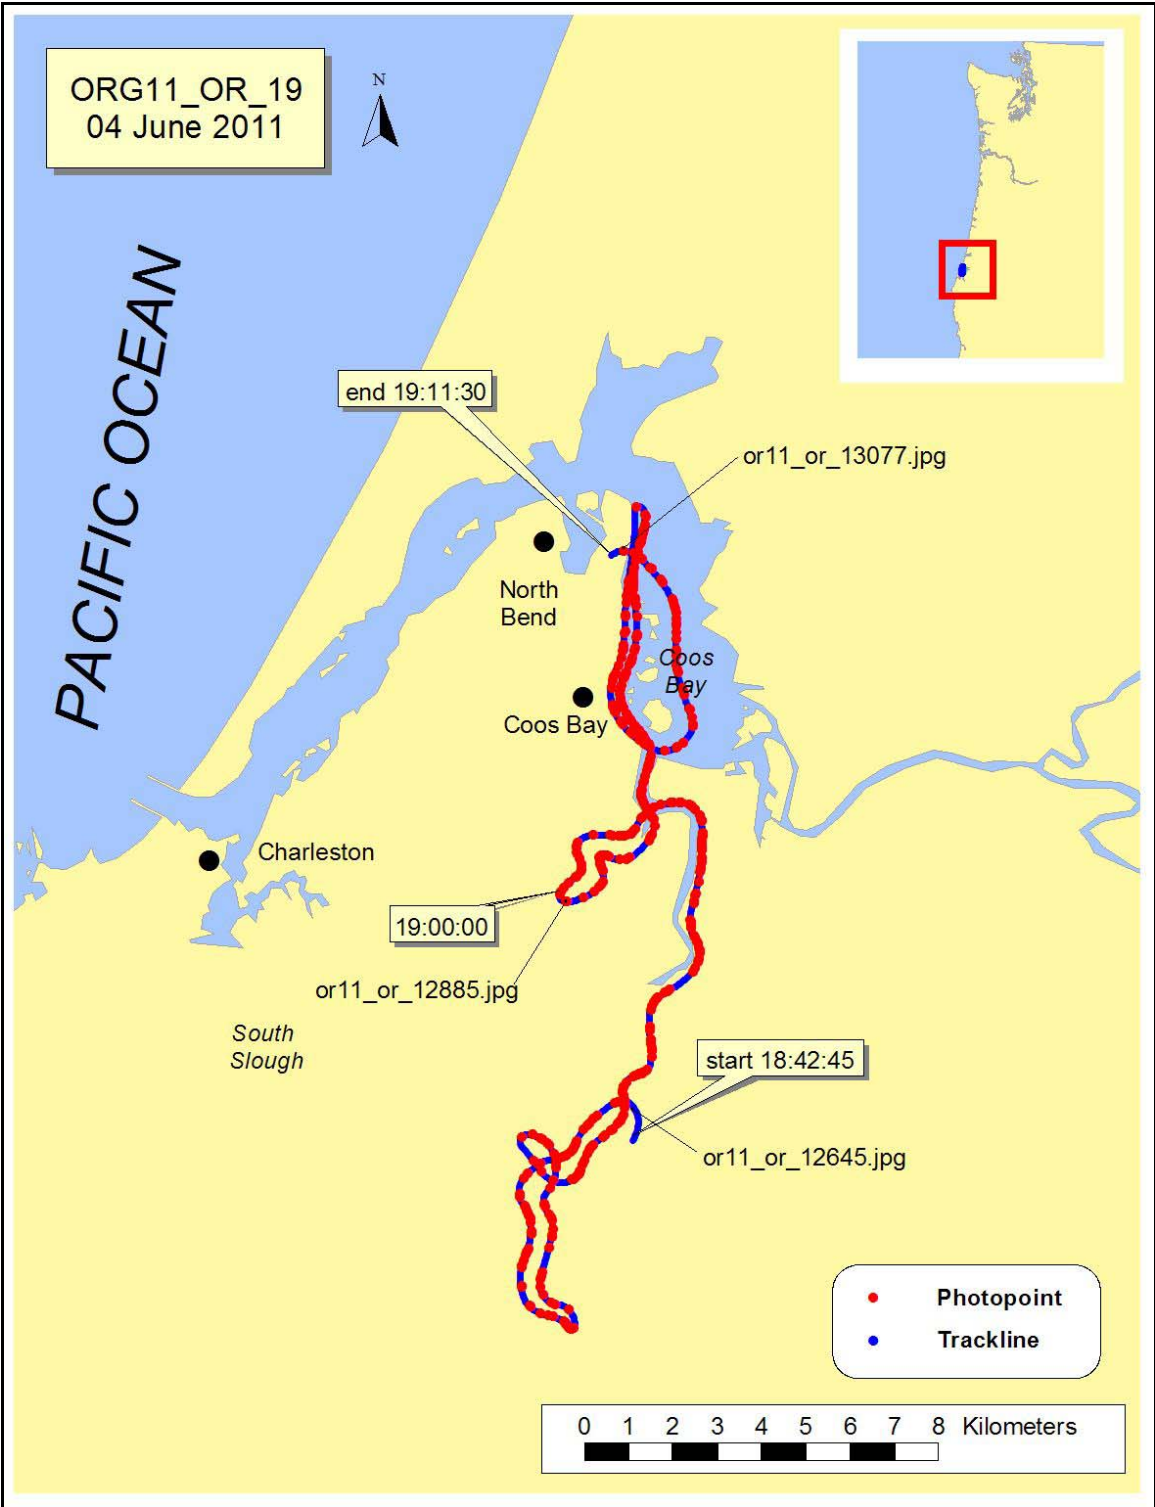 ORG11_OR_19
04 June 2011
N
PACIFIC OCEAN
end 19:11:30
or11_or_13077.jpg
North
Bend
Coos
Bay
Coos Bay
Charleston
19:00:00
or11_or_12885.jpg
South
Slough
start 18:42:45
or11_or_12645.jpg
Photopoint
Trackline
0 1 2 3 4 5 6 7 8 Kilometers